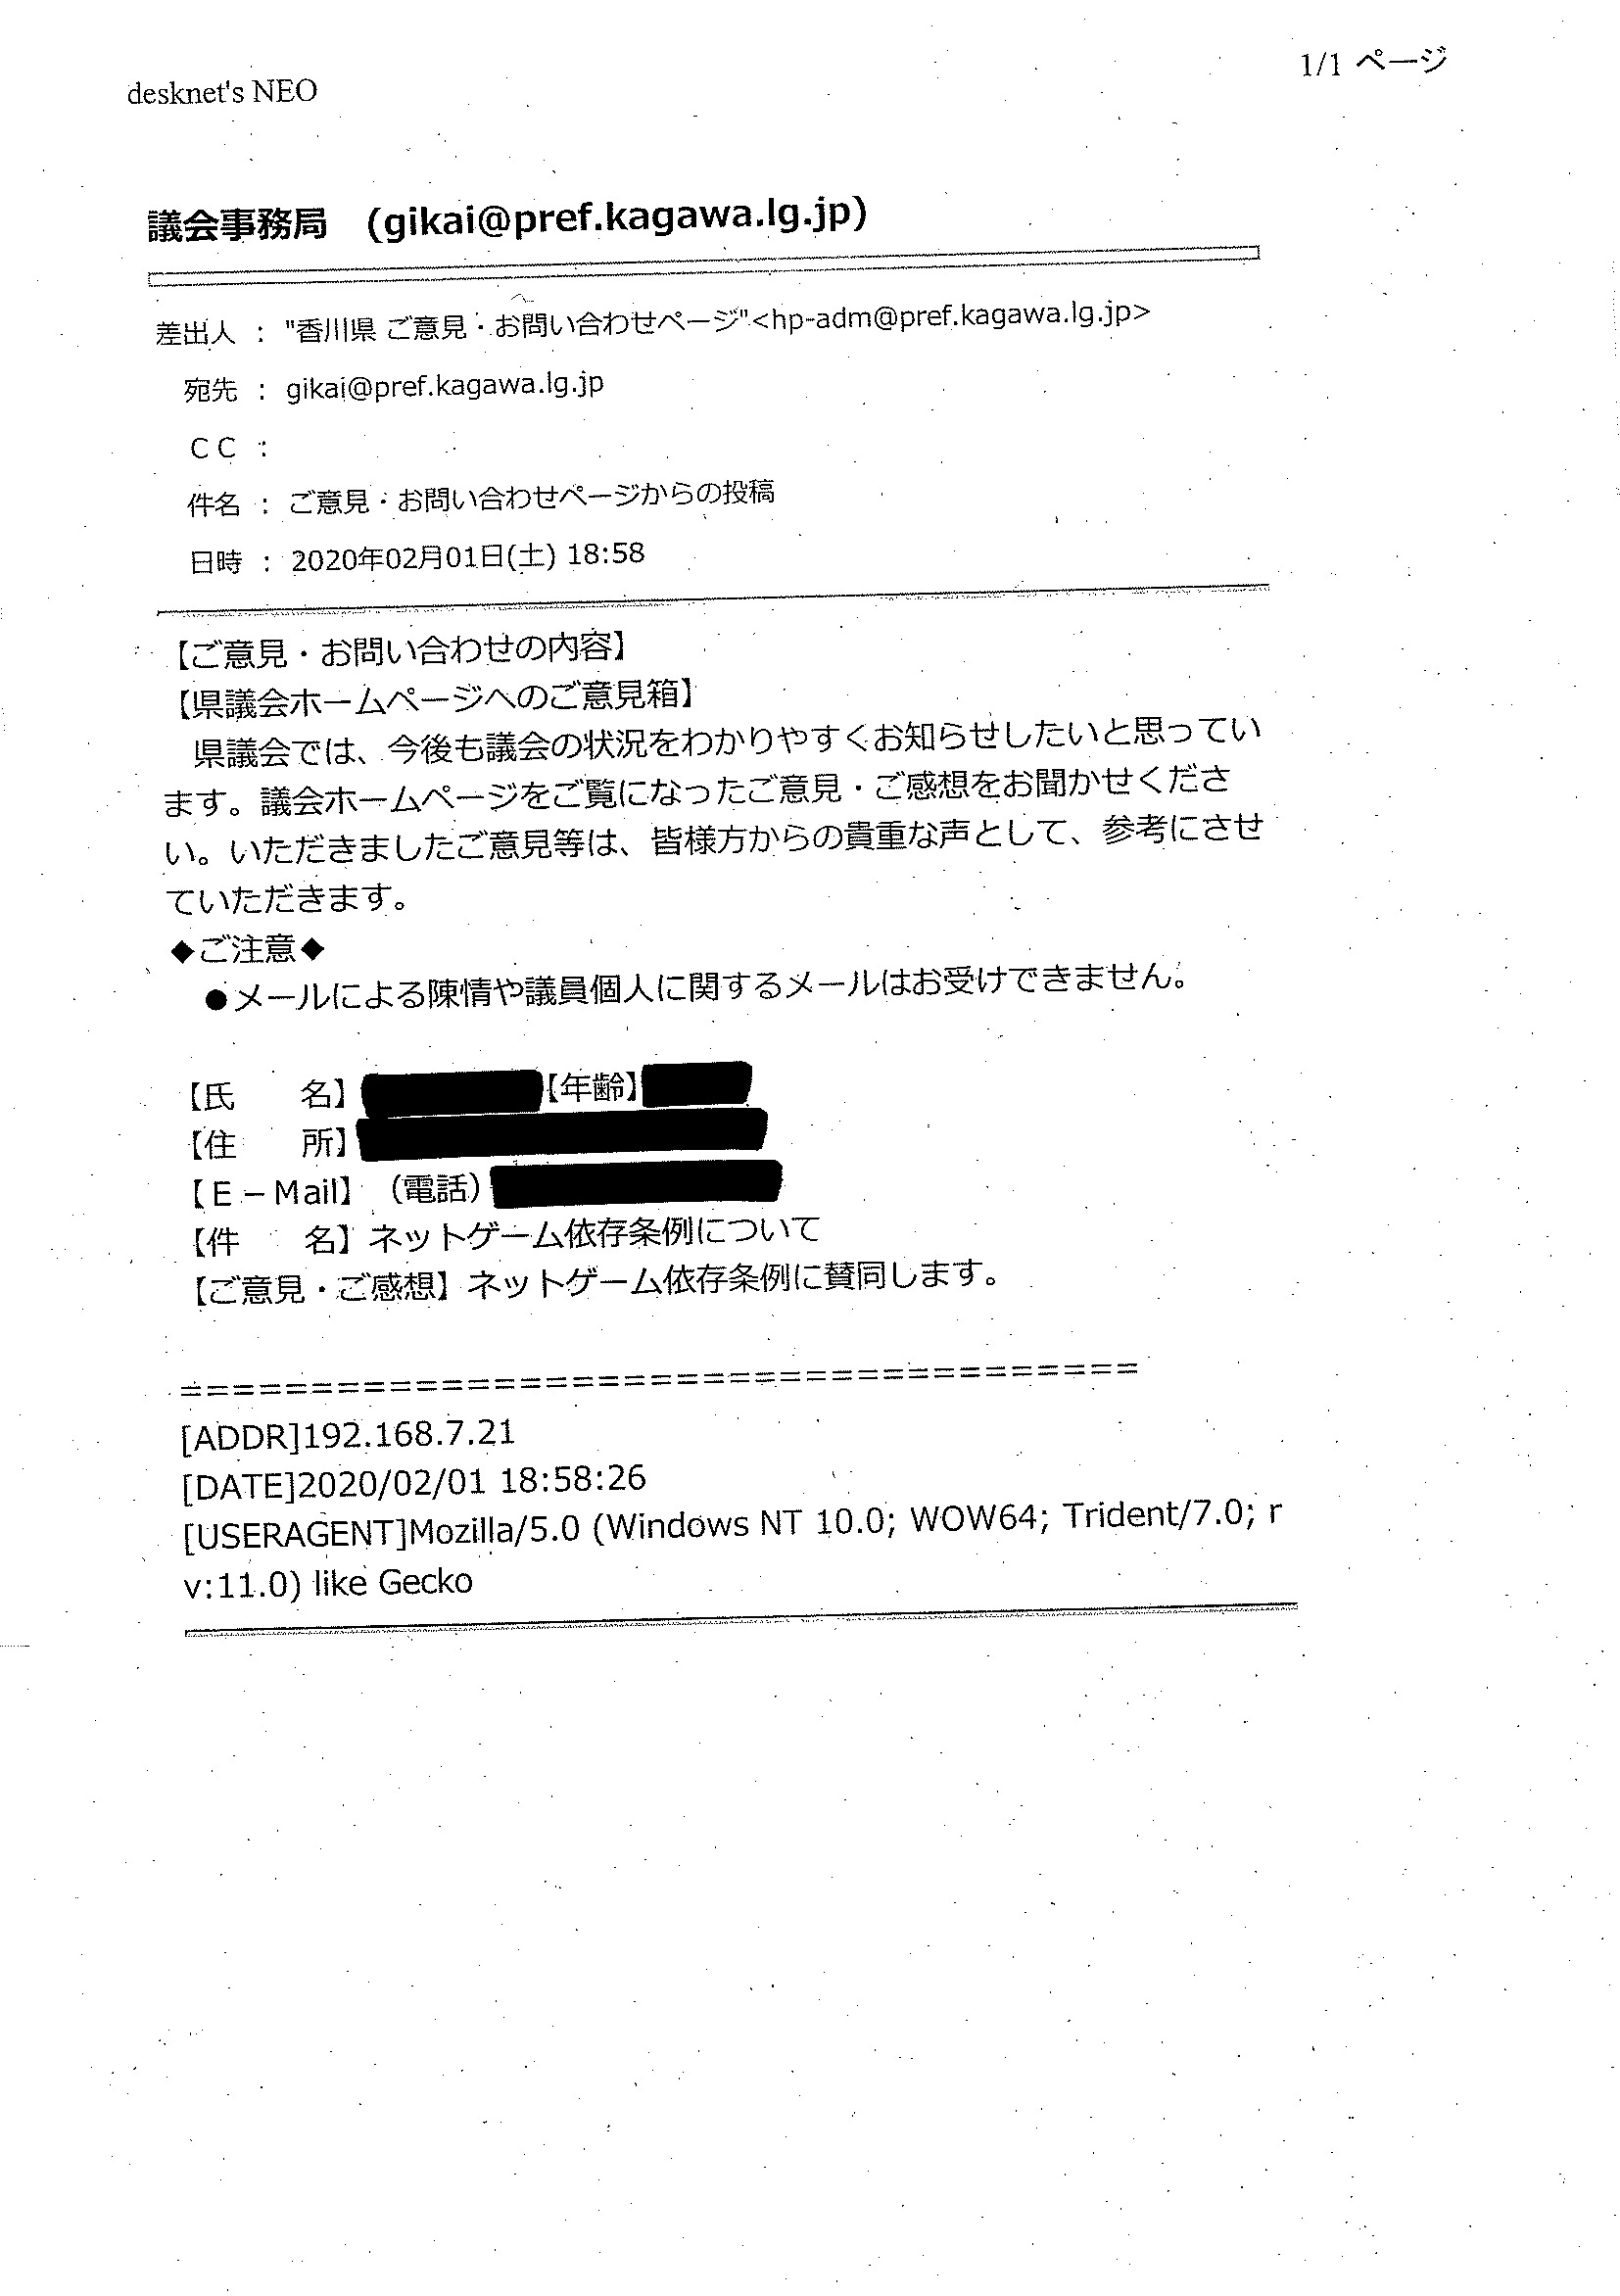 desknet's NEO
1/1 ページ
議会事務局　(gikai@pref.kagawa.lg.jp)
差出人 ： "香川県 ご意見・お問い合わせページ"<hp-adm@pref.kagawa.lg.jp>
宛先 ： gikai@pref.kagawa.lg.jp
ＣＣ ：
件名 ： ご意見・お問い合わせページからの投稿
日時 ： 2020年02月01日(土) 18:58
【ご意見・お問い合わせの内容】
【県議会ホームページへのご意見箱】
　県議会では、今後も議会の状況をわかりやすくお知らせしたいと思ってい
ます。議会ホームページをご覧になったご意見・ご感想をお聞かせくださ
い。いただきましたご意見等は、皆様方からの貴重な声として、参考にさせ
ていただきます。
◆ご注意◆
　●メールによる陳情や議員個人に関するメールはお受けできません。
【氏　　名】【年齢】
【住　　所】
【Ｅ－Mail】（電話）
【件　　名】ネットゲーム依存条例について
【ご意見・ご感想】ネットゲーム依存条例に賛同します。
=====================================
[ADDR]192.168.7.21
[DATE]2020/02/01 18:58:26
[USERAGENT]Mozilla/5.0 (Windows NT 10.0; WOW64; Trident/7.0; r
v:11.0) like Gecko